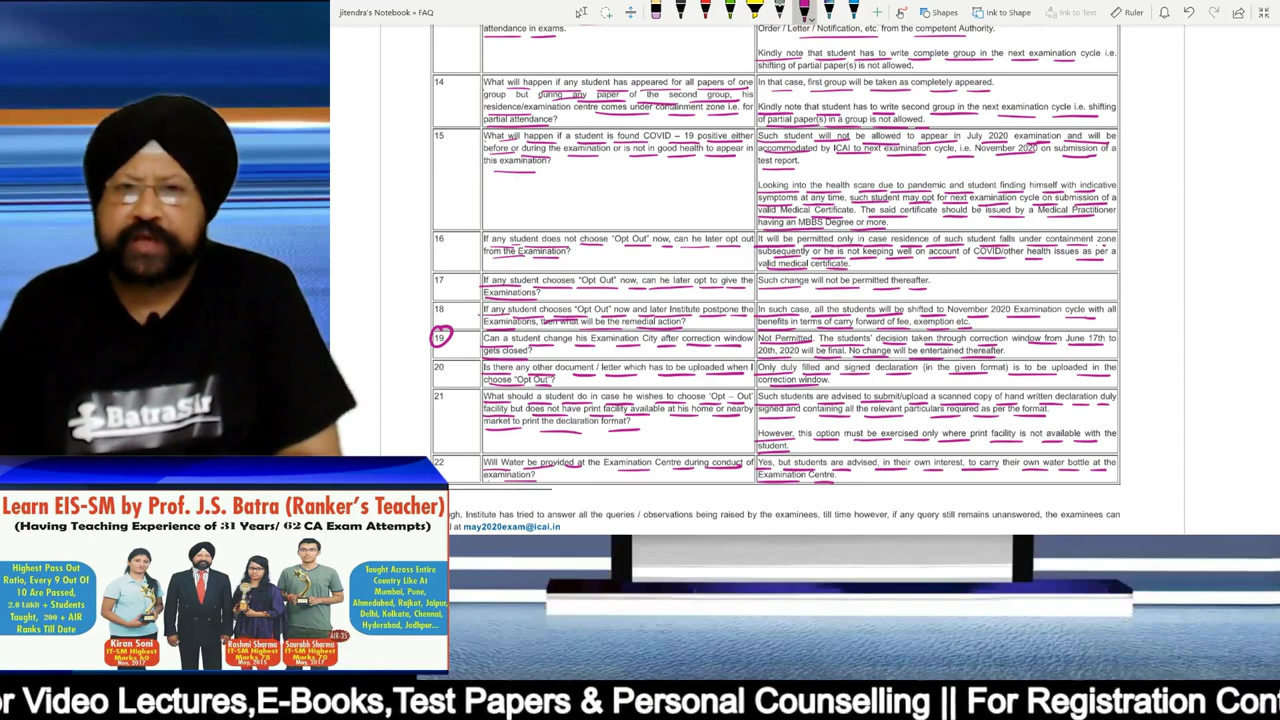 jitendra's Notebook » FAQ
Shapes
Ink to Shape
Ink to Text
Ruler
attendance in exams.
Order / Letter / Notification, etc. from the competent Authority.
Kindly note that student has to write complete group in the next examination cycle i.e.
shifting of partial paper(s) is not allowed.
14
What will happen if any student has appeared for all papers of one
group but during any paper of the second group, his
residence/examination centre comes under containment zone i.e. for
partial attendance?
In that case, first group will be taken as completely appeared.
Kindly note that student has to write second group in the next examination cycle i.e. shifting
of partial paper(s) in a group is not allowed.
15
What will happen if a student is found COVID – 19 positive either
before or during the examination or is not in good health to appear in
this examination?
Such student will not be allowed to appear in July 2020 examination and will be
accommodated by ICAI to next examination cycle, i.e. November 2020 on submission of a
test report.
Looking into the health scare due to pandemic and student finding himself with indicative
symptoms at any time, such student may opt for next examination cycle on submission of a
valid Medical Certificate. The said certificate should be issued by a Medical Practitioner
having an MBBS Degree or more.
16
If any student does not choose “Opt Out” now, can he later opt out
from the Examination?
It will be permitted only in case residence of such student falls under containment zone
subsequently or he is not keeping well on account of COVID/other health issues as per a
valid medical certificate.
17
If any student chooses “Opt Out” now, can he later opt to give the
Examinations?
Such change will not be permitted thereafter.
18
If any student chooses “Opt Out” now and later Institute postpone the
Examinations, then what will be the remedial action?
In such case, all the students will be shifted to November 2020 Examination cycle with all
benefits in terms of carry forward of fee, exemption etc.
19
Can a student change his Examination City after correction window
gets closed?
Not Permitted. The students' decision taken through correction window from June 17th to
20th, 2020 will be final. No change will be entertained thereafter.
20
Is there any other document / letter which has to be uploaded when I
choose “Opt Out”?
Only duly filled and signed declaration (in the given format) is to be uploaded in the
correction window.
21
What should a student do in case he wishes to choose ‘Opt – Out’
facility but does not have print facility available at his home or nearby
market to print the declaration format?
Such students are advised to submit/upload a scanned copy of hand written declaration duly
signed and containing all the relevant particulars required as per the format.
However, this option must be exercised only where print facility is not available with the
student.
22
Will Water be provided at the Examination Centre during conduct of
examination?
Yes, but students are advised, in their own interest, to carry their own water bottle at the
Examination Centre.
gh, Institute has tried to answer all the queries / observations being raised by the examinees, till time however, if any query still remains unanswered, the examinees can
l at may2020exam@icai.in
Learn EIS-SM by Prof. J.S. Batra (Ranker's Teacher)
(Having Teaching Experience of 31 Years/ 62 CA Exam Attempts)
Highest Pass Out
Ratio, Every 9 Out Of
10 Are Passed,
2.0 Lakh + Students
Taught, 200 + AIR
Ranks Till Date
Taught Across Entire
Country Like At
Mumbai, Pune,
Ahmedabad, Rajkot, Jaipur,
Delhi, Kolkata, Chennai,
Hyderabad, Jodhpur...
AIR-35
Kiran Soni
IT-SM Highest
Marks 60
Nov, 2017
Rashmi Sharma
IT-SM Highest
Marks 78
May, 2015
Saurabh Sharma
IT-SM Highest
Marks 70
May, 2017
or Video Lectures,E-Books,Test Papers & Personal Counselling || For Registration Con